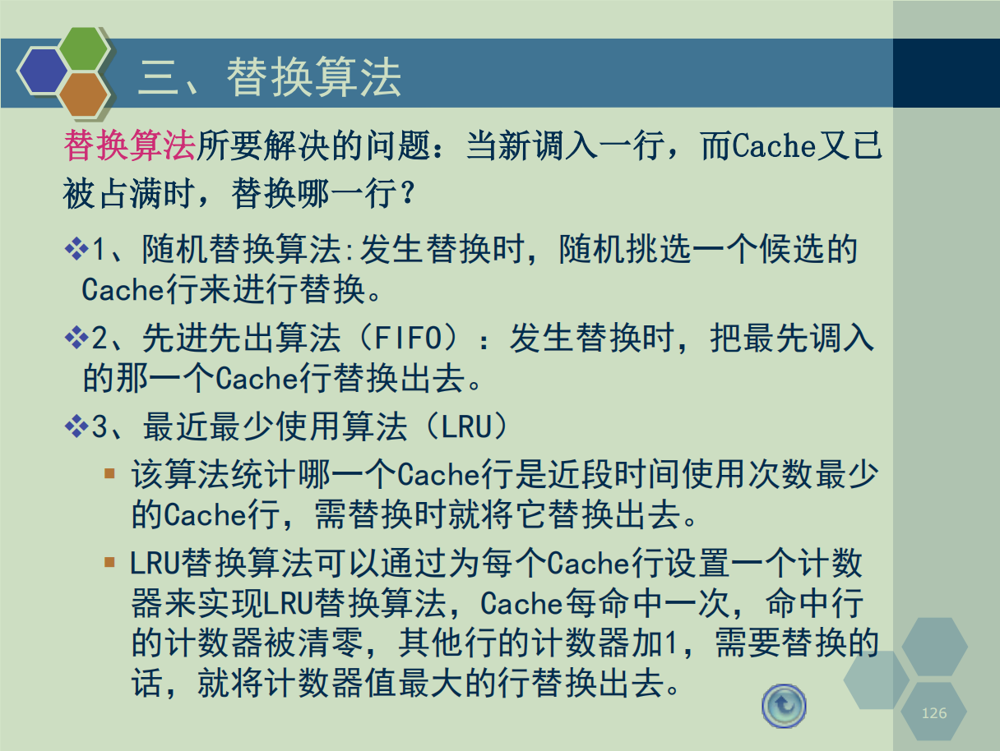 三、替换算法
替换算法所要解决的问题：当新调入一行，而Cache又已
被占满时，替换哪一行？
1、随机替换算法:发生替换时，随机挑选一个候选的
Cache行来进行替换。
2、先进先出算法（FIFO）：发生替换时，把最先调入
的那一个Cache行替换出去。
3、最近最少使用算法（LRU）
该算法统计哪一个Cache行是近段时间使用次数最少
的Cache行，需替换时就将它替换出去。
LRU替换算法可以通过为每个Cache行设置一个计数
器来实现LRU替换算法，Cache每命中一次，命中行
的计数器被清零，其他行的计数器加1，需要替换的
话，就将计数器值最大的行替换出去。
126